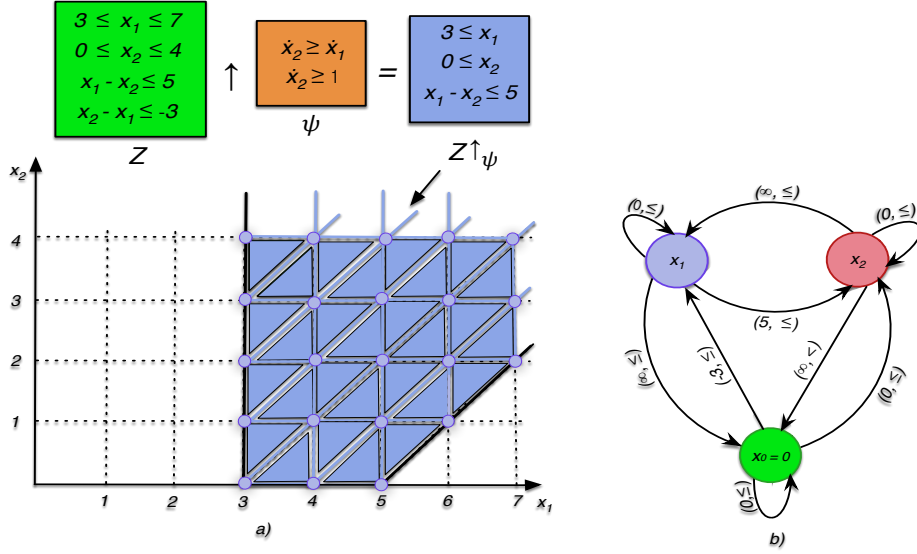 3 ≤ x₁ ≤ 7
0 ≤ x₂ ≤ 4
x₁ - x₂ ≤ 5
x₂ - x₁ ≤ -3
Z
↑
ẋ₂ ≥ ẋ₁
ẋ₂ ≥ 1
ψ
=
3 ≤ x₁
0 ≤ x₂
x₁ - x₂ ≤ 5
Z↑ψ
x₂
4
3
2
1
1 2 3 4 5 6 7 x₁
a)
(0, ≤)
(∞, ≤)
(0, ≤)
x₁
x₂
(5, ≤)
(∞, ≤)
(-3, ≤)
(∞, <)
(0, ≤)
x₀ = 0
(0, ≤)
b)